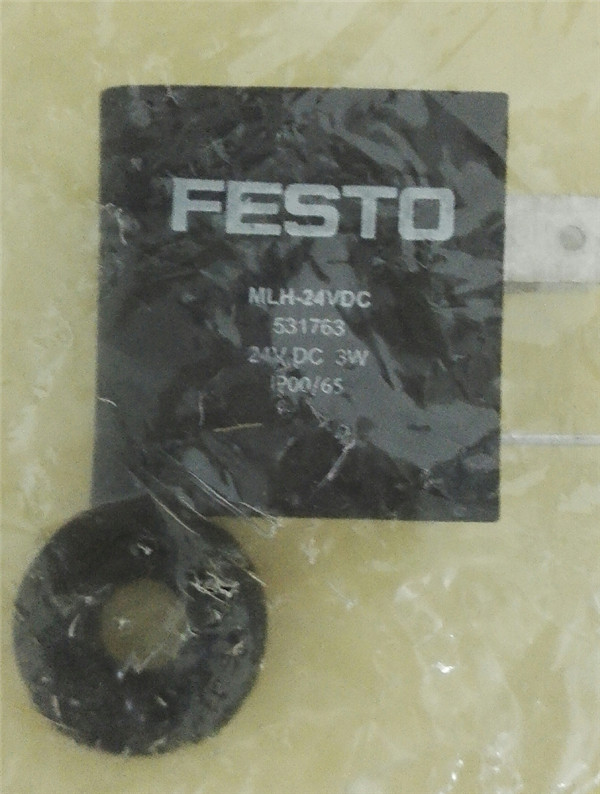 FESTO
MLH-24VDC
531763
24V DC 3W
IP00/65